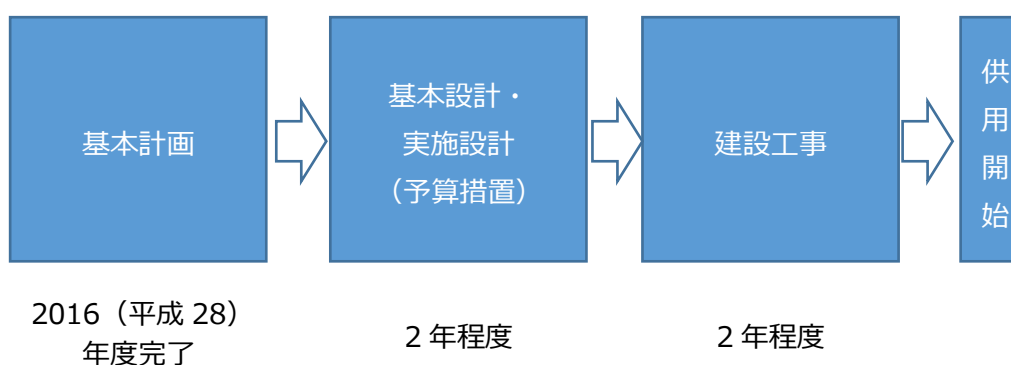 基本計画
基本設計・
実施設計
（予算措置）
建設工事
供
用
開
始
2016（平成 28）
年度完了
2 年程度
2 年程度